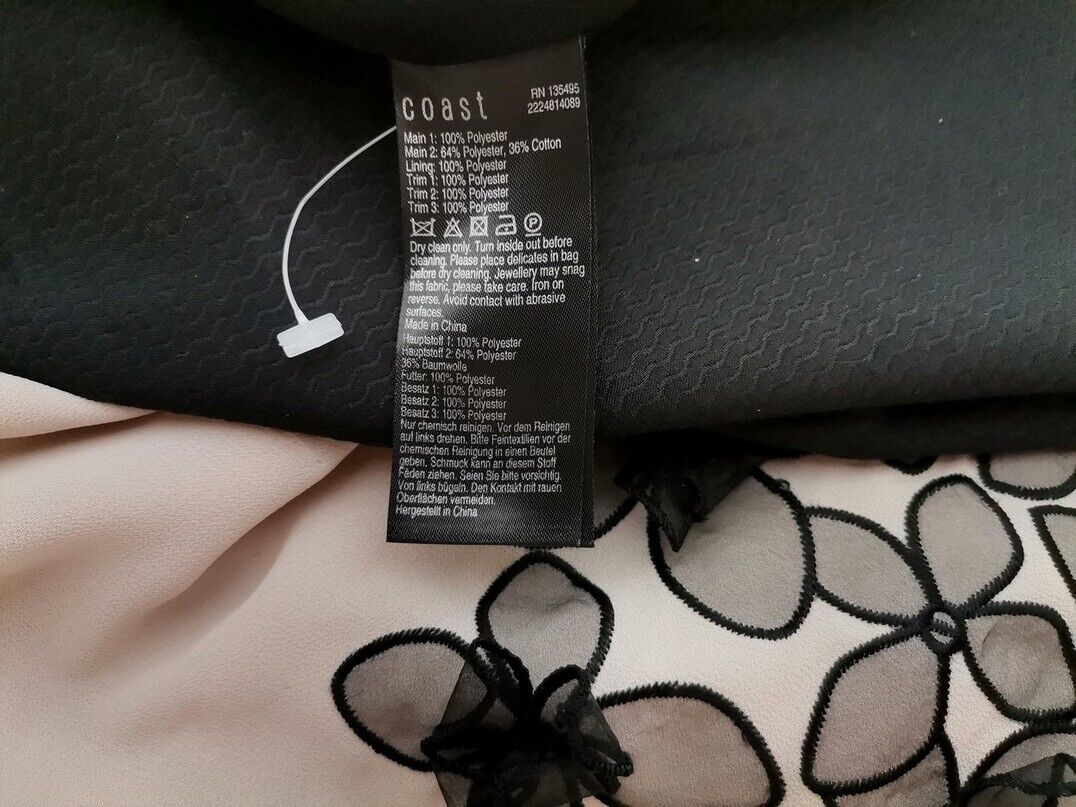 coast
RN 135495
2224814089
Main 1: 100% Polyester
Main 2: 64% Polyester, 36% Cotton
Lining: 100% Polyester
Trim 1: 100% Polyester
Trim 2: 100% Polyester
Trim 3: 100% Polyester
P
Dry clean only. Turn inside out before
cleaning. Please place delicates in bag
before dry cleaning. Jewellery may snag
this fabric, please take care. Iron on
reverse. Avoid contact with abrasive
surfaces.
Made in China
Hauptstoff 1: 100% Polyester
Hauptstoff 2: 64% Polyester
36% Baumwolle
Futter: 100% Polyester
Besatz 1: 100% Polyester
Besatz 2: 100% Polyester
Besatz 3: 100% Polyester
Nur chemisch reinigen. Vor dem Reinigen
auf links drehen. Bitte Feintextilien vor der
chemischen Reinigung in einen Beutel
geben. Schmuck kann an diesem Stoff
Fäden ziehen. Seien Sie bitte vorsichtig.
Von links bügeln. Den Kontakt mit rauen
Oberflächen vermeiden.
Hergestellt in China